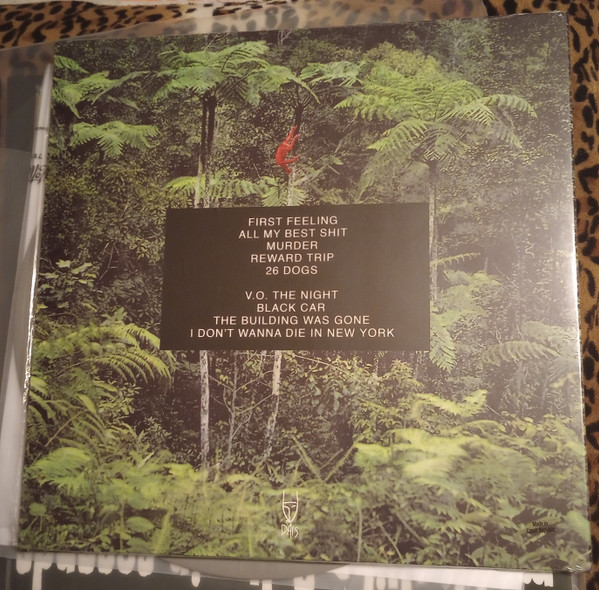 FIRST FEELING
ALL MY BEST SHIT
MURDER
REWARD TRIP
26 DOGS
V.O. THE NIGHT
BLACK CAR
THE BUILDING WAS GONE
I DON'T WANNA DIE IN NEW YORK
DAIS